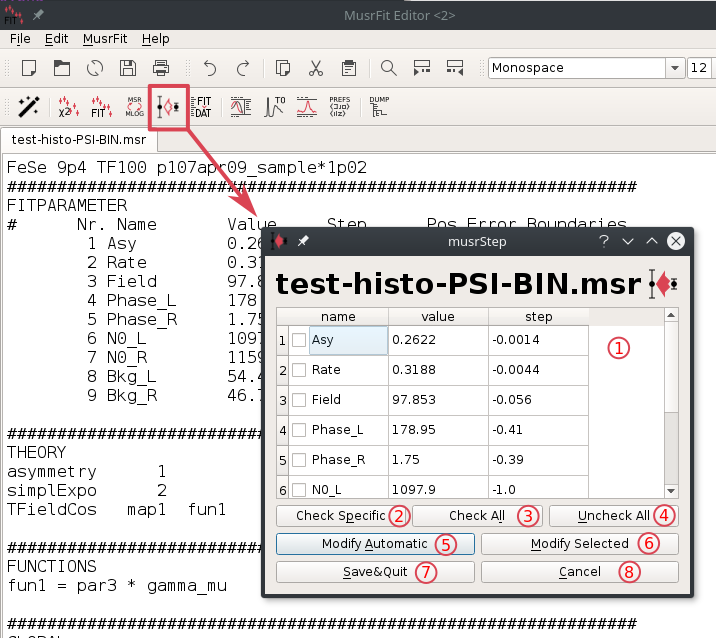 MusrFit Editor <2>
File Edit MusrFit Help
Monospace 12
χ2 FIT MSR MLOG FIT DAT T0 PREFS DUMP
test-histo-PSI-BIN.msr
FeSe 9p4 TF100 p107apr09_sample*1p02
###############################################################
FITPARAMETER
# Nr. Name Value Step Pos_Error Boundaries
1 Asy 0.26
2 Rate 0.31
3 Field 97.8
4 Phase_L 178
5 Phase_R 1.75
6 N0_L 1097
7 N0_R 1159
8 Bkg_L 54.4
9 Bkg_R 46.7
##########################
THEORY
asymmetry 1
simplExpo 2
TFieldCos map1 fun1
##########################
FUNCTIONS
fun1 = par3 * gamma_mu
###############################################################
musrStep
test-histo-PSI-BIN.msr
name value step
1 Asy 0.2622 -0.0014
2 Rate 0.3188 -0.0044
3 Field 97.853 -0.056
4 Phase_L 178.95 -0.41
5 Phase_R 1.75 -0.39
6 N0_L 1097.9 -1.0
1
Check Specific 2 Check All 3 Uncheck All 4
Modify Automatic 5 Modify Selected 6
Save&Quit 7 Cancel 8